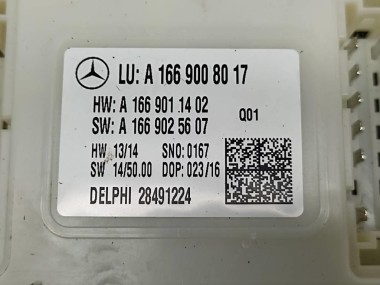 LU: A 166 900 80 17
HW: A 166 901 14 02
SW: A 166 902 56 07
Q01
HW 13/14 SNO: 0167
SW 14/50.00 DOP: 023/16
DELPHI 28491224